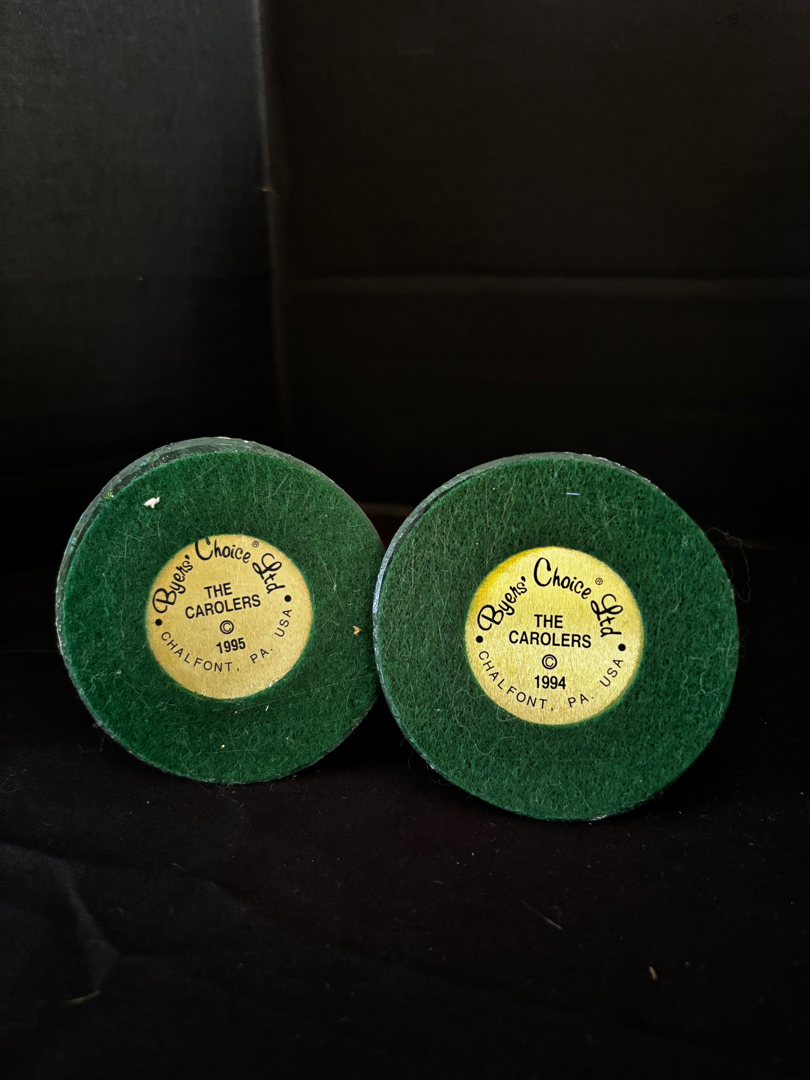 Byers' Choice® Ltd
THE
CAROLERS
©
1995
• CHALFONT, PA. USA •
Byers' Choice® Ltd
THE
CAROLERS
©
1994
• CHALFONT, PA. USA •